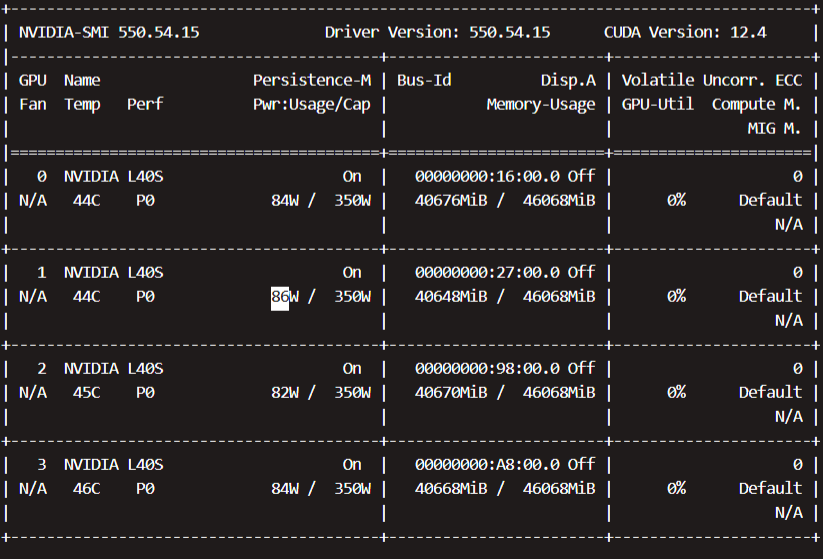 +-----------------------------------------------------------------------------------------+
| NVIDIA-SMI 550.54.15              Driver Version: 550.54.15      CUDA Version: 12.4     |
|-----------------------------------------+------------------------+----------------------+
| GPU  Name                 Persistence-M | Bus-Id          Disp.A | Volatile Uncorr. ECC |
| Fan  Temp   Perf          Pwr:Usage/Cap |           Memory-Usage | GPU-Util  Compute M. |
|                                         |                        |               MIG M. |
|=========================================+========================+======================|
|   0  NVIDIA L40S                    On  |   00000000:16:00.0 Off |                    0 |
| N/A   44C    P0             84W /  350W |   40676MiB /  46068MiB |      0%      Default |
|                                         |                        |                  N/A |
+-----------------------------------------+------------------------+----------------------+
|   1  NVIDIA L40S                    On  |   00000000:27:00.0 Off |                    0 |
| N/A   44C    P0             86W /  350W |   40648MiB /  46068MiB |      0%      Default |
|                                         |                        |                  N/A |
+-----------------------------------------+------------------------+----------------------+
|   2  NVIDIA L40S                    On  |   00000000:98:00.0 Off |                    0 |
| N/A   45C    P0             82W /  350W |   40670MiB /  46068MiB |      0%      Default |
|                                         |                        |                  N/A |
+-----------------------------------------+------------------------+----------------------+
|   3  NVIDIA L40S                    On  |   00000000:A8:00.0 Off |                    0 |
| N/A   46C    P0             84W /  350W |   40668MiB /  46068MiB |      0%      Default |
|                                         |                        |                  N/A |
+-----------------------------------------+------------------------+----------------------+